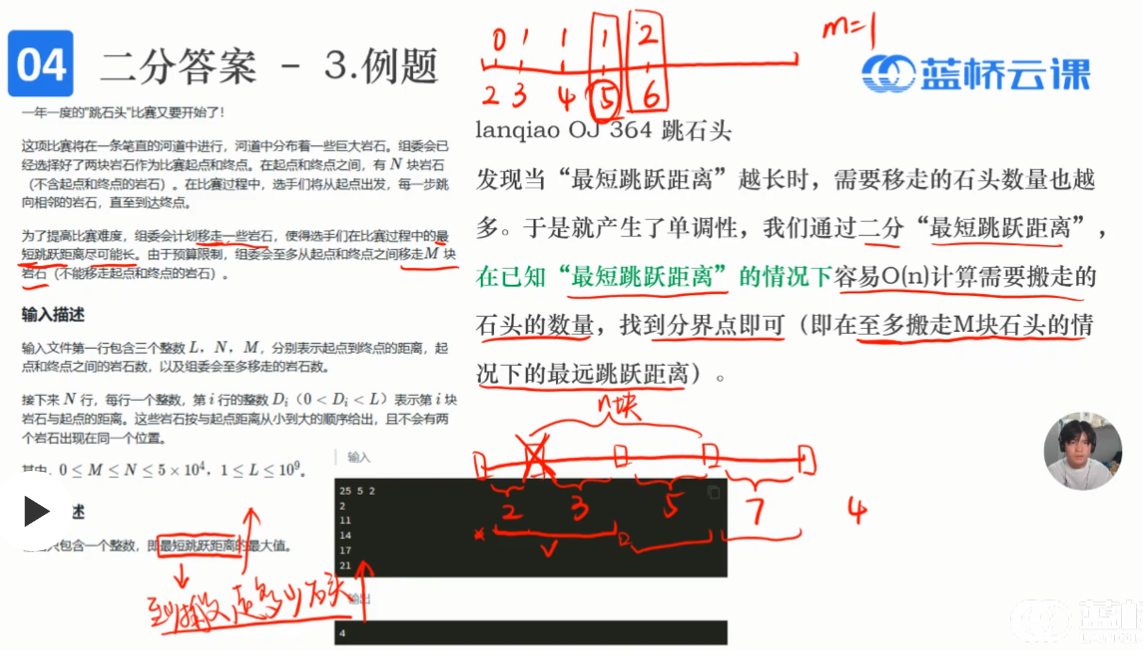 04
二分答案 - 3.例题
0 1 1 1 2
2 3 4 5 6
m=1
蓝桥云课
一年一度的"跳石头"比赛又要开始了！
这项比赛将在一条笔直的河道中进行，河道中分布着一些巨大岩石。组委会已
经选择好了两块岩石作为比赛起点和终点。在起点和终点之间，有 N 块岩石
（不含起点和终点的岩石）。在比赛过程中，选手们将从起点出发，每一步跳
向相邻的岩石，直至到达终点。
为了提高比赛难度，组委会计划移走一些岩石，使得选手们在比赛过程中的最
短跳跃距离尽可能长。由于预算限制，组委会至多从起点和终点之间移走M 块
岩石（不能移走起点和终点的岩石）。
输入描述
输入文件第一行包含三个整数 L，N，M，分别表示起点到终点的距离，起
点和终点之间的岩石数，以及组委会至多移走的岩石数。
接下来 N 行，每行一个整数，第 i 行的整数 Di（0 < Di < L）表示第 i 块
岩石与起点的距离。这些岩石按与起点距离从小到大的顺序给出，且不会有两
个岩石出现在同一个位置。
其中，0 ≤ M ≤ N ≤ 5 × 10⁴，1 ≤ L ≤ 10⁹。
述
包含一个整数，即最短跳跃距离的最大值。
走多少石头
lanqiao OJ 364 跳石头
发现当“最短跳跃距离”越长时，需要移走的石头数量也越
多。于是就产生了单调性，我们通过二分“最短跳跃距离”，
在已知“最短跳跃距离”的情况下容易O(n)计算需要搬走的
石头的数量，找到分界点即可（即在至多搬走M块石头的情
况下的最远跳跃距离）。
n块
2 3 5 7 4
输入
25 5 2
2
11
14
17
21
输出
4
蓝桥